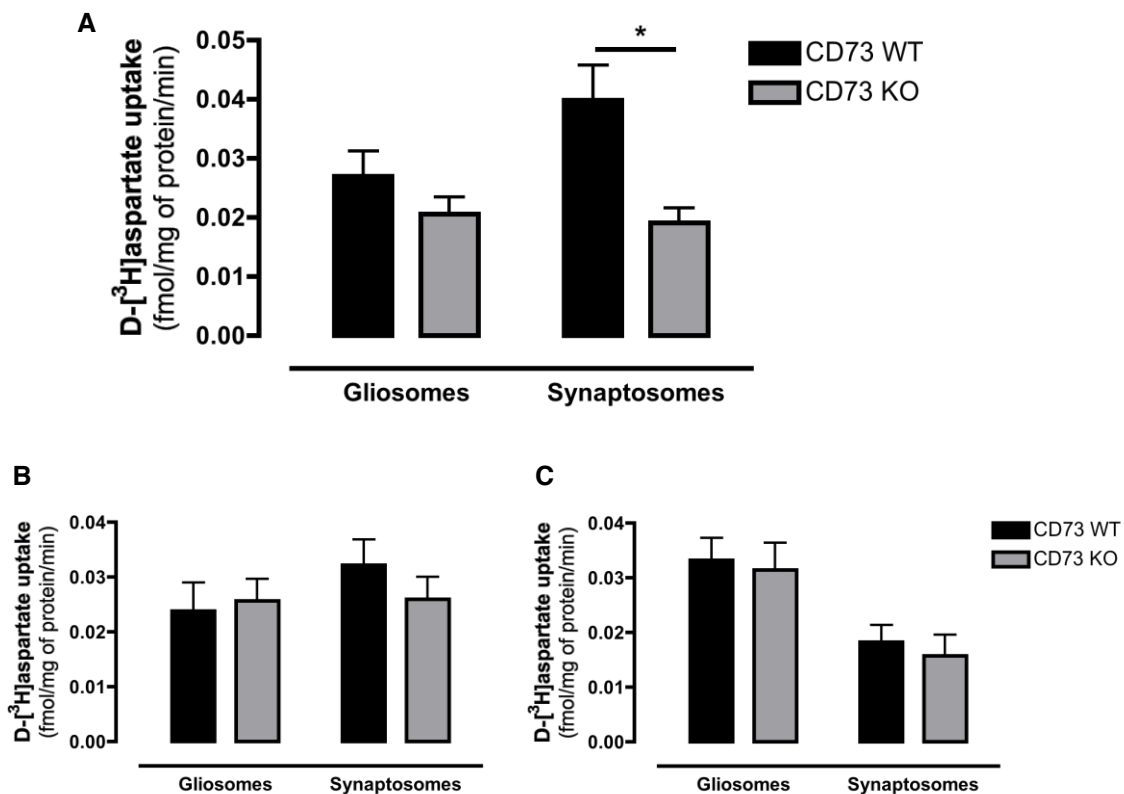 A
D-[³H]aspartate uptake
(fmol/mg of protein/min)
0.05
0.04
0.03
0.02
0.01
0.00
*
CD73 WT
CD73 KO
Gliosomes
Synaptosomes
B
D-[³H]aspartate uptake
(fmol/mg of protein/min)
0.04
0.03
0.02
0.01
0.00
Gliosomes
Synaptosomes
C
D-[³H]aspartate uptake
(fmol/mg of protein/min)
0.04
0.03
0.02
0.01
0.00
CD73 WT
CD73 KO
Gliosomes
Synaptosomes